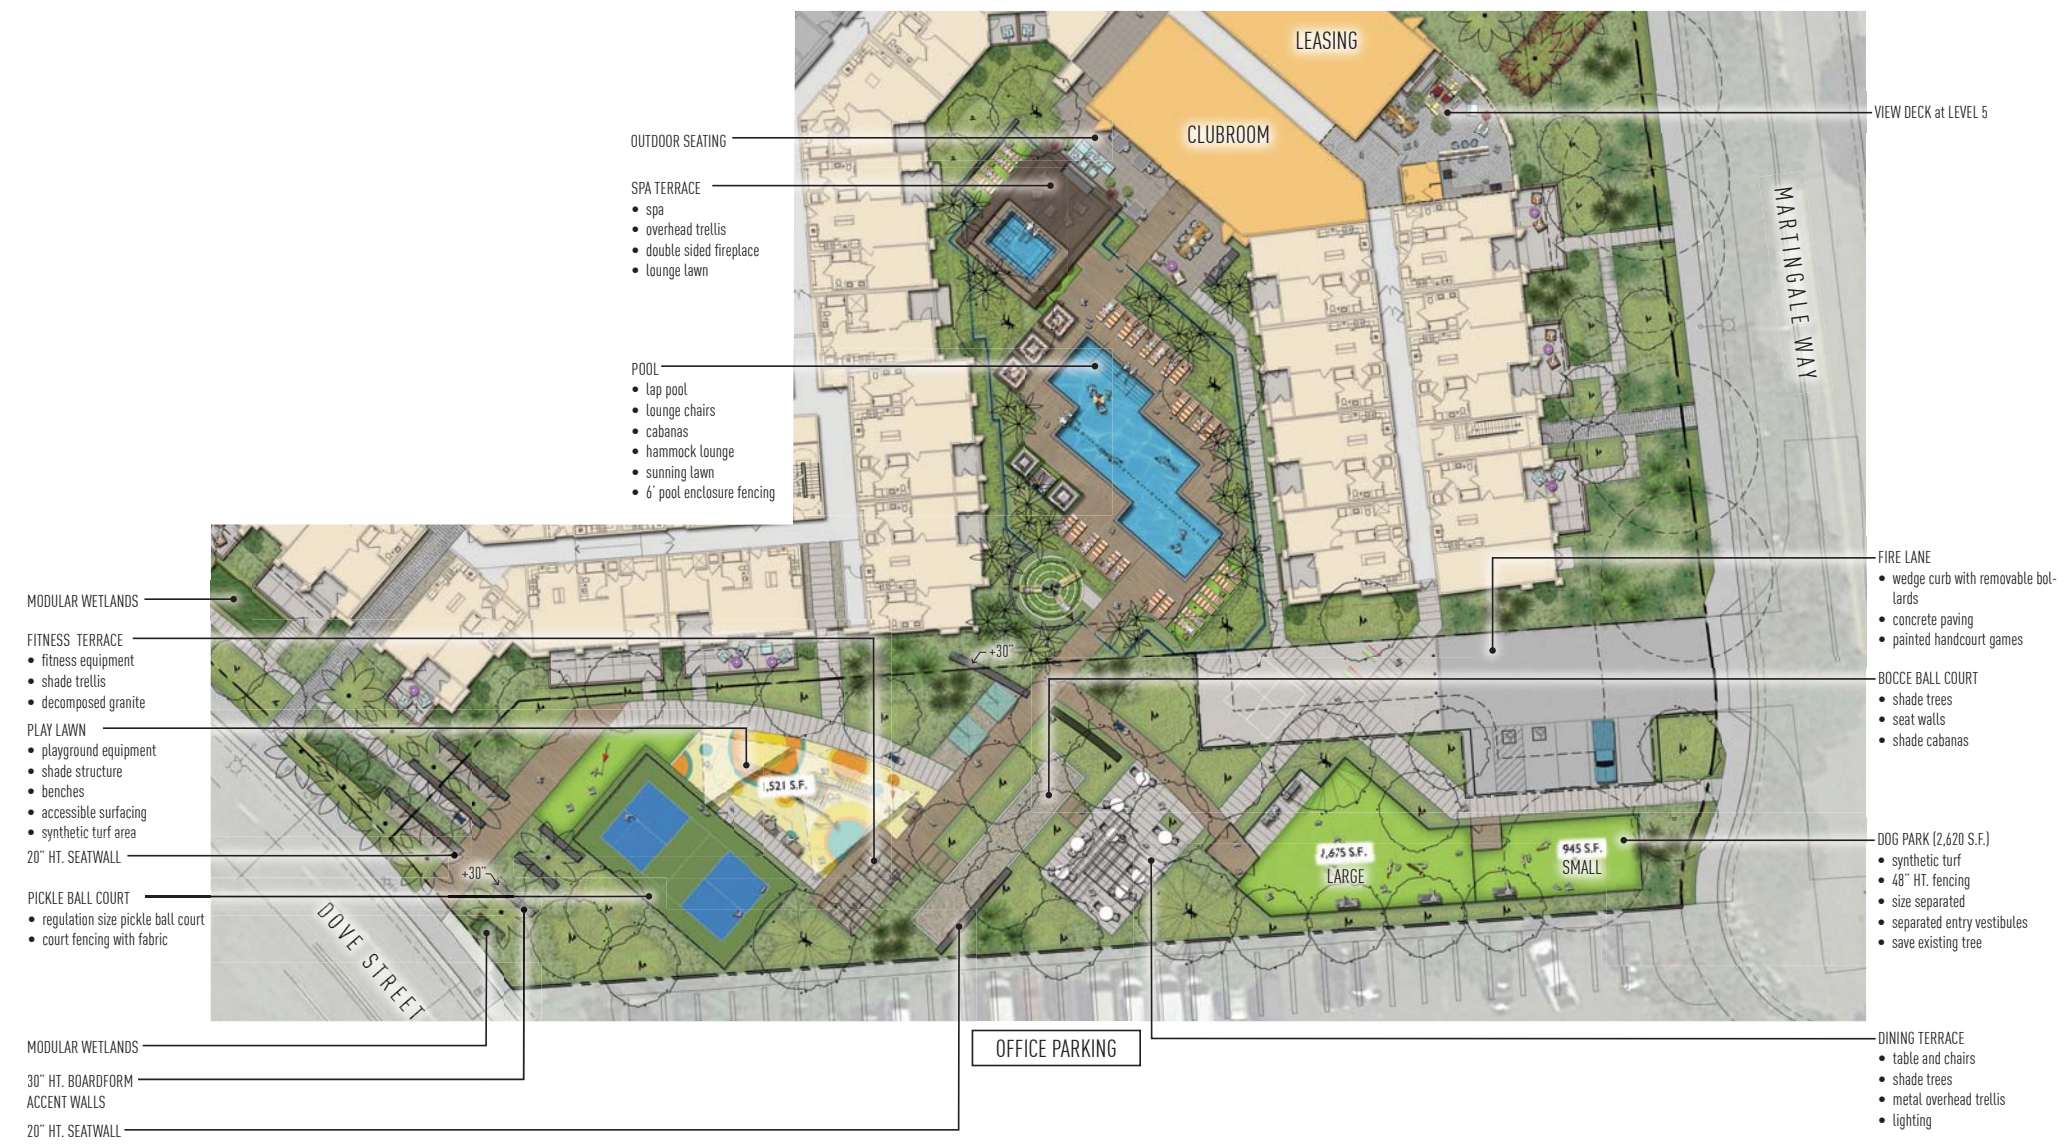 LEASING
CLUBROOM
VIEW DECK at LEVEL 5
OUTDOOR SEATING
SPA TERRACE
• spa
• overhead trellis
• double sided fireplace
• lounge lawn
MARTINGALE WAY
POOL
• lap pool
• lounge chairs
• cabanas
• hammock lounge
• sunning lawn
• 6' pool enclosure fencing
MODULAR WETLANDS
FITNESS TERRACE
• fitness equipment
• shade trellis
• decomposed granite
PLAY LAWN
• playground equipment
• shade structure
• benches
• accessible surfacing
• synthetic turf area
20" HT. SEATWALL
PICKLE BALL COURT
• regulation size pickle ball court
• court fencing with fabric
+30"
,521 S.F.
+30"
1,675 S.F.
LARGE
945 S.F.
SMALL
DOVE STREET
FIRE LANE
• wedge curb with removable bol-
lards
• concrete paving
• painted handcourt games
BOCCE BALL COURT
• shade trees
• seat walls
• shade cabanas
DOG PARK (2,620 S.F.)
• synthetic turf
• 48" HT. fencing
• size separated
• separated entry vestibules
• save existing tree
MODULAR WETLANDS
30" HT. BOARDFORM
ACCENT WALLS
20" HT. SEATWALL
OFFICE PARKING
DINING TERRACE
• table and chairs
• shade trees
• metal overhead trellis
• lighting